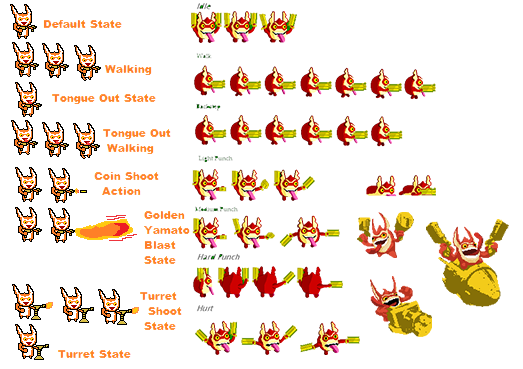 Default State
Walking
Tongue Out State
Tongue Out
Walking
Coin Shoot
Action
Golden
Yamato
Blast
State
Turret
Shoot
State
Turret State
Idle
Walk
Backstep
Light Punch
Medium Punch
Hard Punch
Hurt